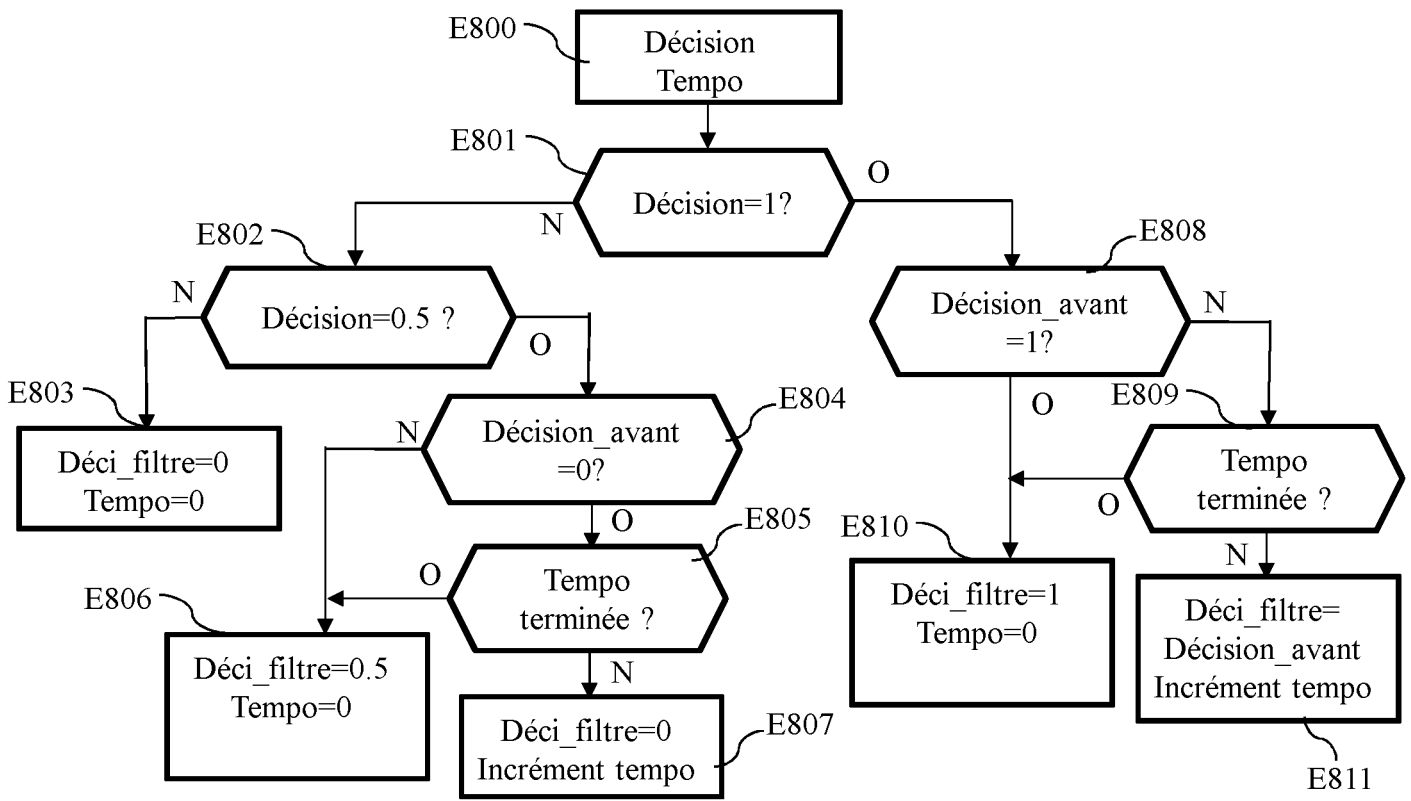 E800
Décision
Tempo
E801
Décision=1?
O
N
E802
E808
N
Décision=0.5 ?
O
Décision_avant
=1?
N
O
E803
E804
E809
Déci_filtre=0
Tempo=0
N
Décision_avant
=0?
Tempo
terminée ?
O
O
E805
E810
N
E806
O
Tempo
terminée ?
Déci_filtre=1
Tempo=0
Déci_filtre=
Décision_avant
Incrément tempo
Déci_filtre=0.5
Tempo=0
N
Déci_filtre=0
Incrément tempo
E807
E811